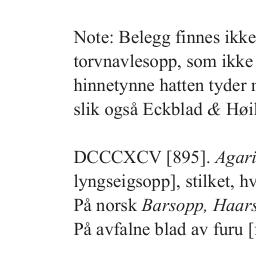 Note: Belegg finnes ikke
torvnavlesopp, som ikke
hinnetynne hatten tyder
slik også Eckblad & Høi
DCCCXCV [895]. Agari
lyngseigsopp], stilket, hv
På norsk Barsopp, Haars
På avfalne blad av furu [